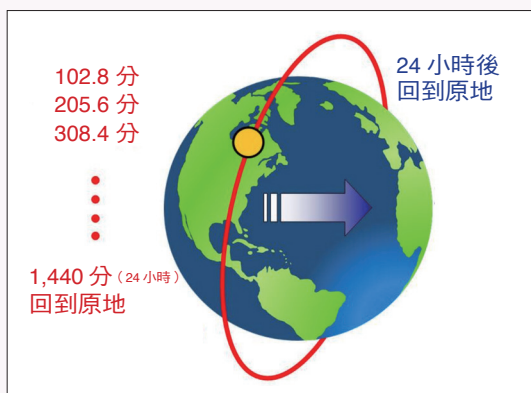 102.8 分
205.6 分
308.4 分
1,440 分（24 小時）
回到原地
24 小時後
回到原地